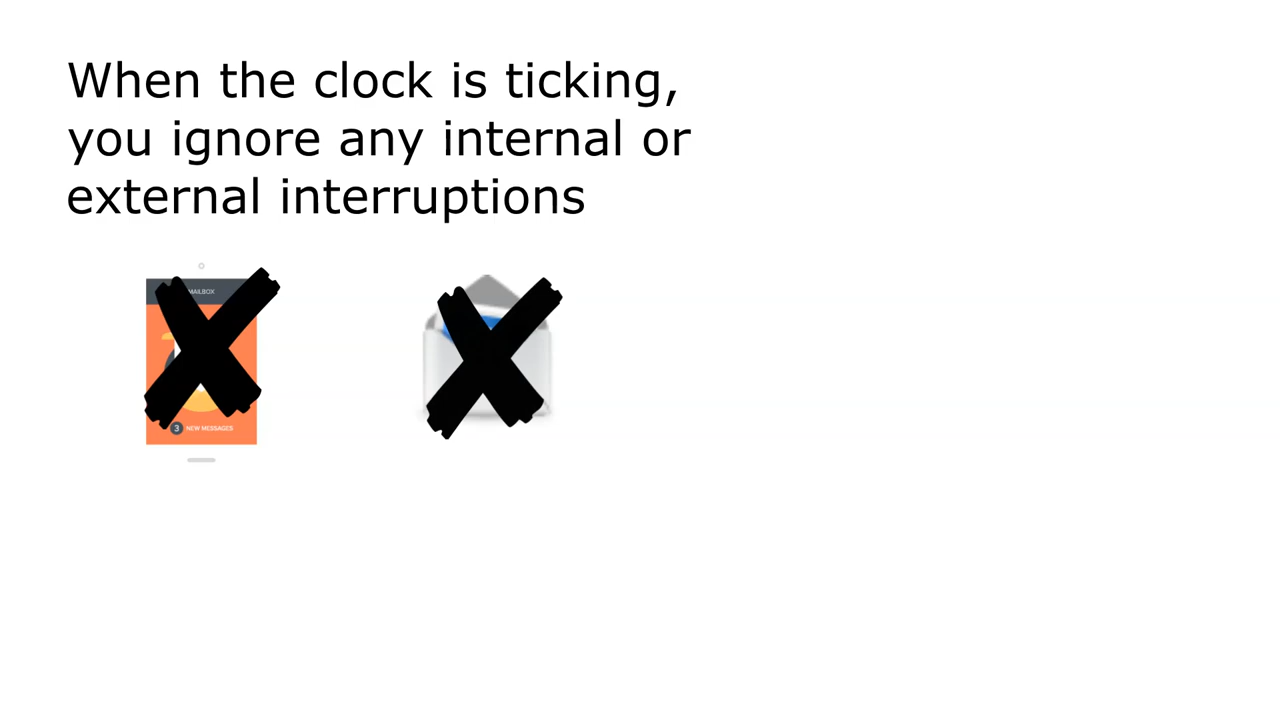 When the clock is ticking,
you ignore any internal or
external interruptions
MAILBOX
3 NEW MESSAGES